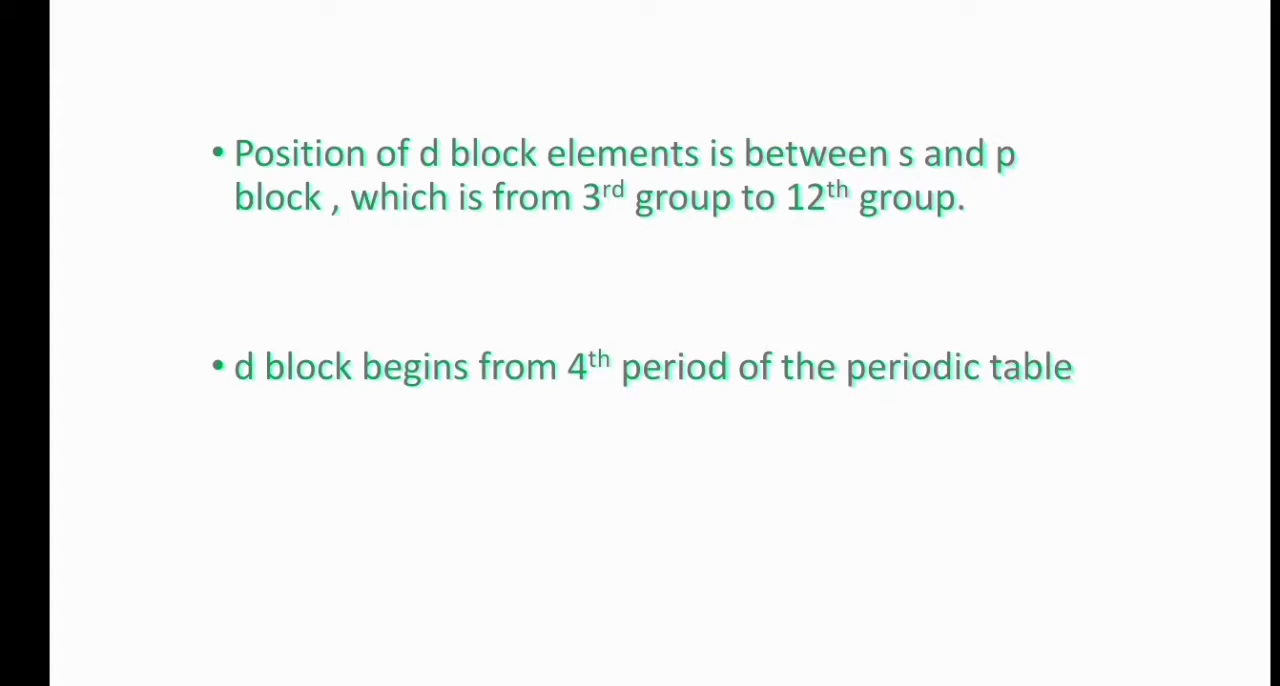 • Position of d block elements is between s and p
block , which is from 3rd group to 12th group.
• d block begins from 4th period of the periodic table